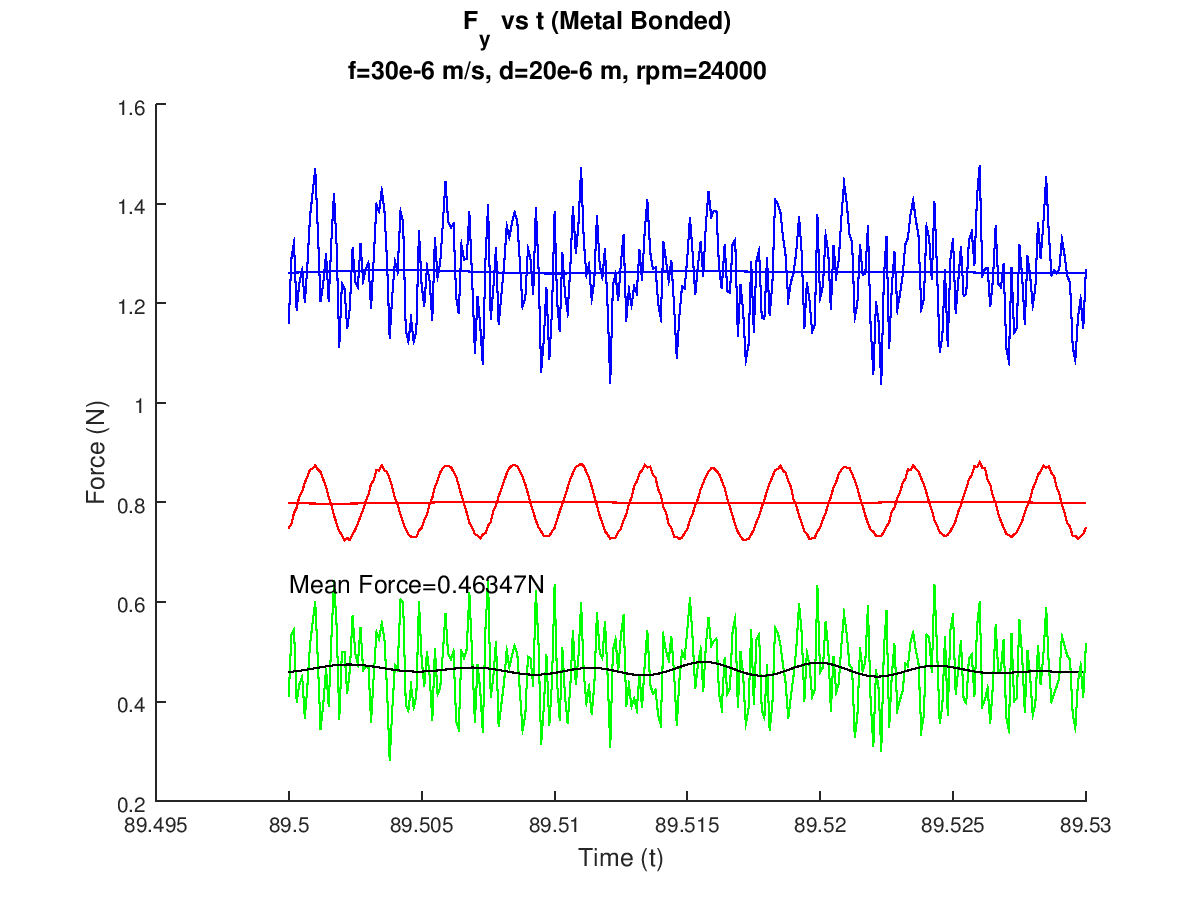 F_y vs t (Metal Bonded)
f=30e-6 m/s, d=20e-6 m, rpm=24000
1.6
1.4
1.2
1
0.8
0.6
0.4
0.2
Force (N)
Mean Force=0.46347N
89.495 89.5 89.505 89.51 89.515 89.52 89.525 89.53
Time (t)